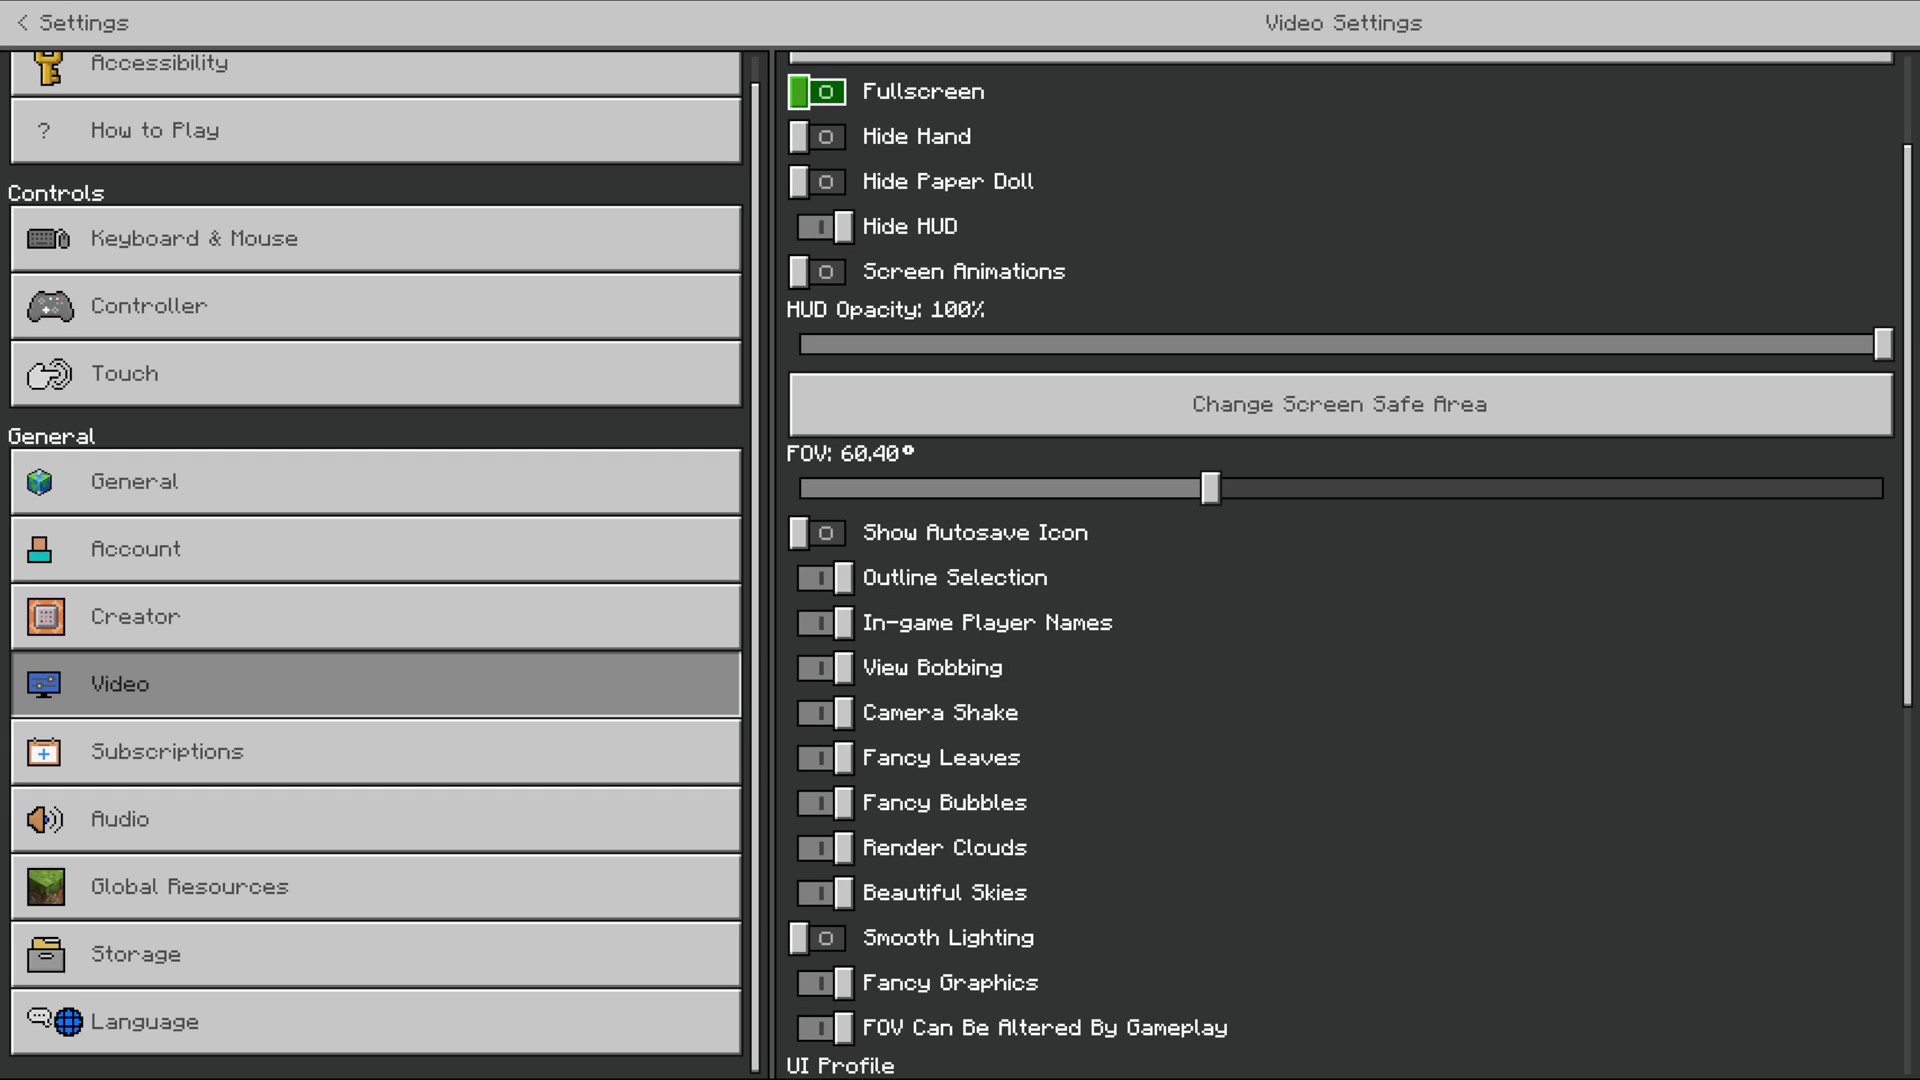 Settings
Video Settings
Accessibility
How to Play
Controls
Keyboard & Mouse
Controller
Touch
General
General
Account
Creator
Video
Subscriptions
Audio
Global Resources
Storage
Language
Fullscreen
Hide Hand
Hide Paper Doll
Hide HUD
Screen Animations
HUD Opacity: 100%
Change Screen Safe Area
FOV: 60.40°
Show Autosave Icon
Outline Selection
In-game Player Names
View Bobbing
Camera Shake
Fancy Leaves
Fancy Bubbles
Render Clouds
Beautiful Skies
Smooth Lighting
Fancy Graphics
FOV Can Be Altered By Gameplay
UI Profile